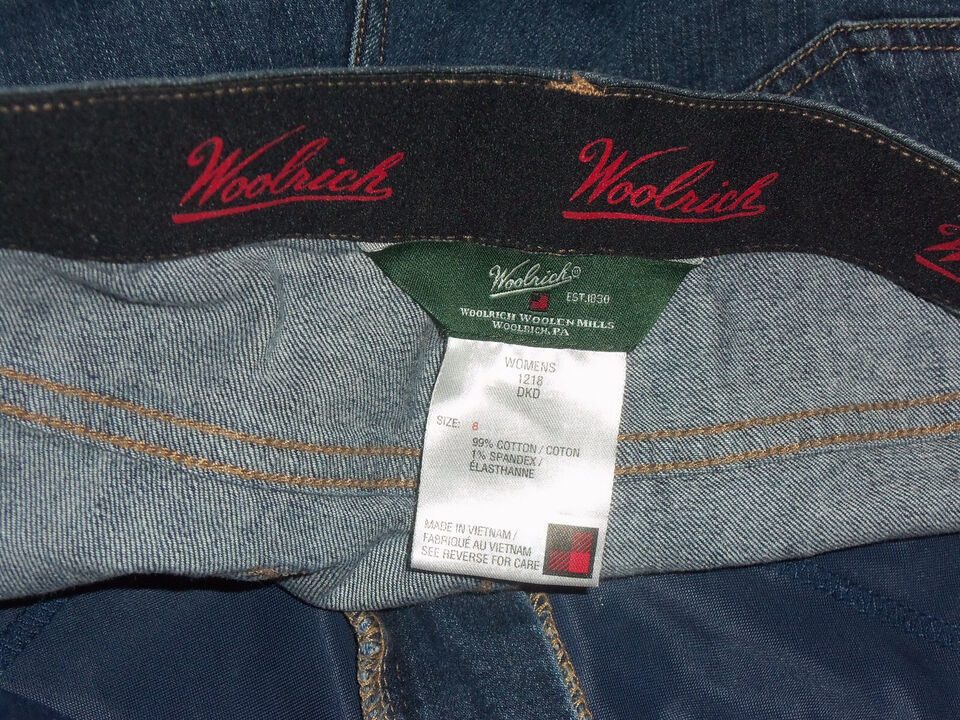 Woolrich Woolrich W
Woolrich®
EST.1830
WOOLRICH WOOLEN MILLS
WOOLRICH, PA
WOMENS
1218
DKD
SIZE: 8
99% COTTON / COTON
1% SPANDEX /
ÉLASTHANNE
MADE IN VIETNAM /
FABRIQUÉ AU VIETNAM
SEE REVERSE FOR CARE